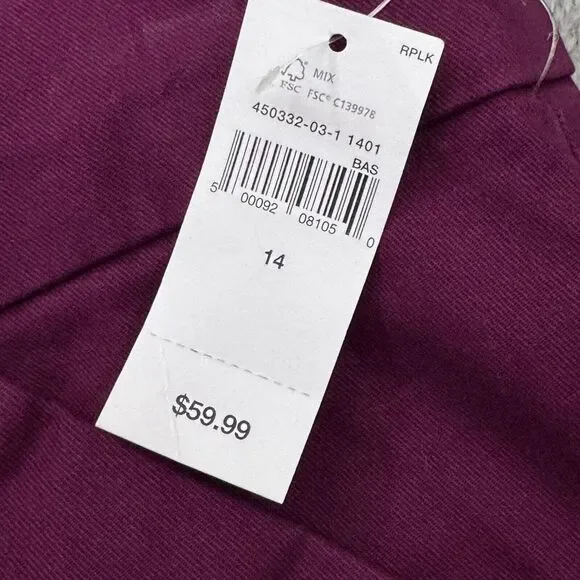 RPLK
MIX
FSC FSC® C139978
450332-03-1 1401
BAS
5 00092 08105 0
14
$59.99